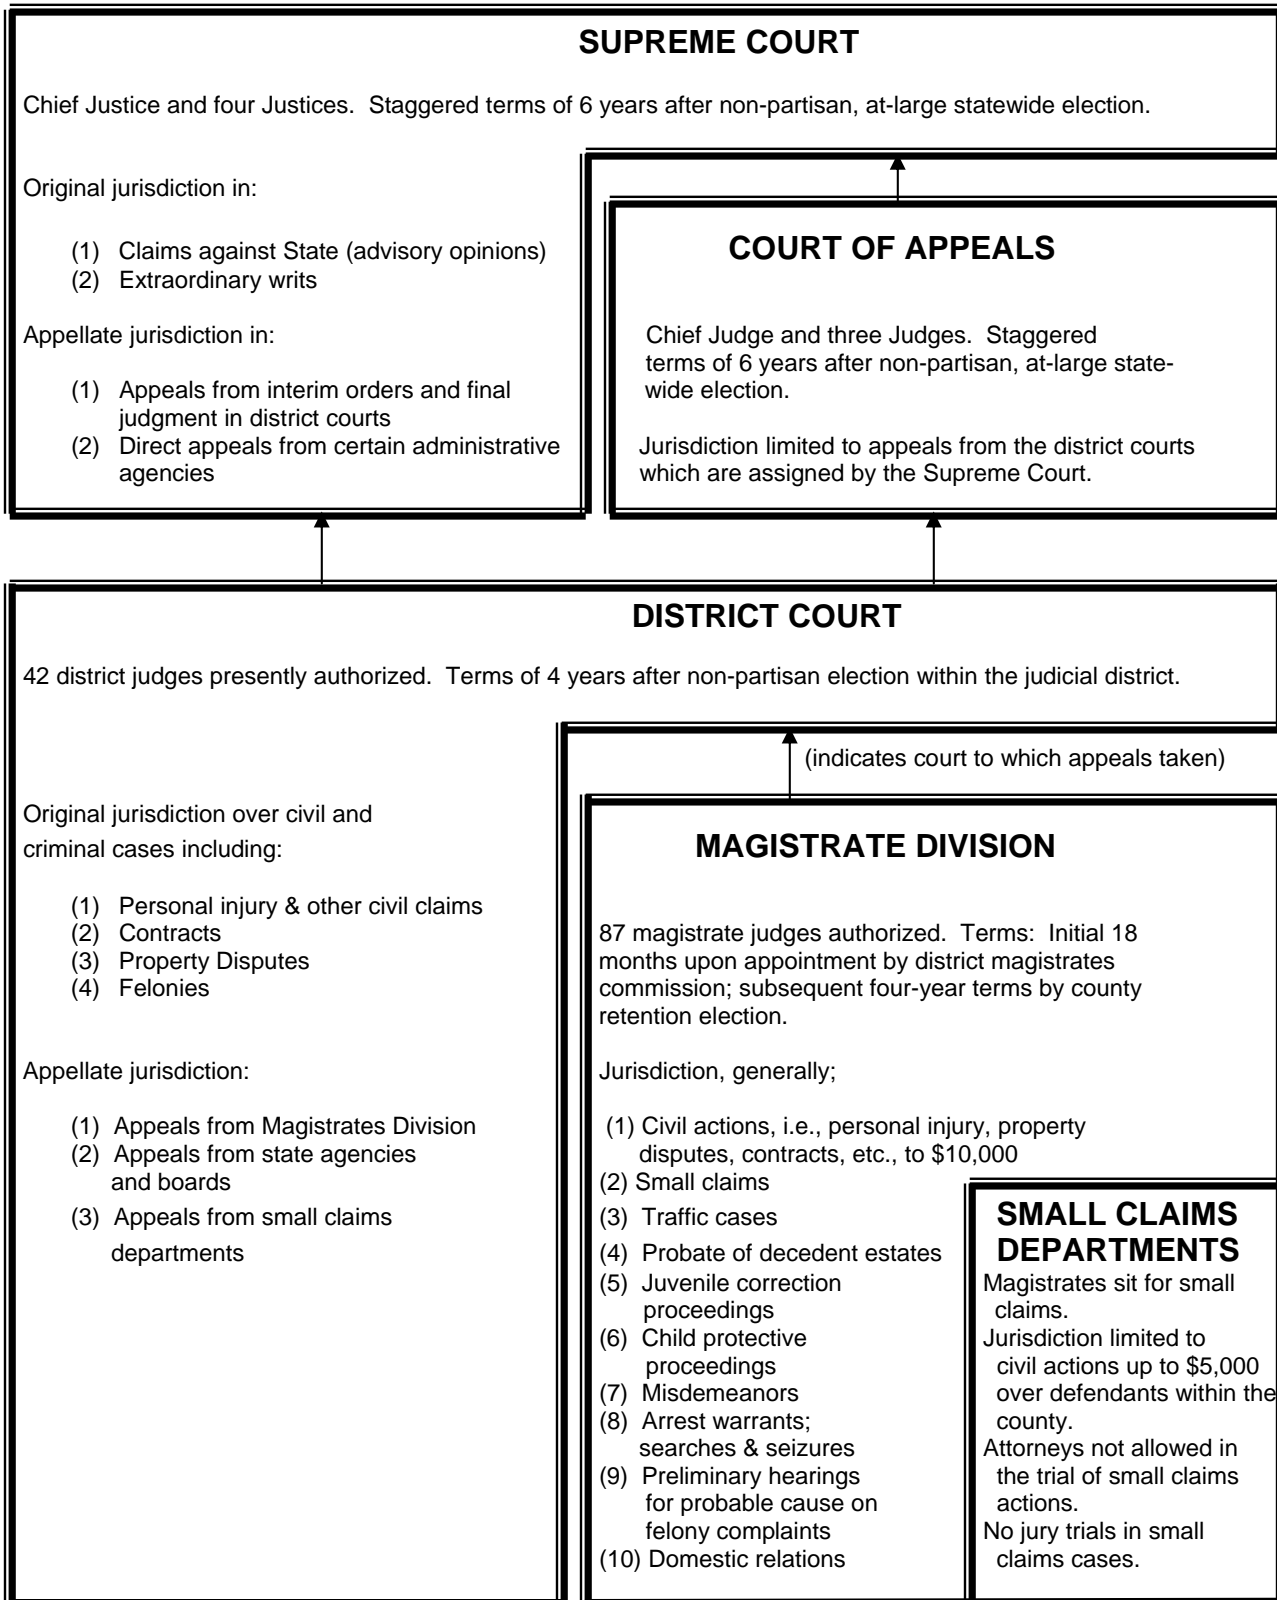 SUPREME COURT
Chief Justice and four Justices.  Staggered terms of 6 years after non-partisan, at-large statewide election.
Original jurisdiction in:
(1)   Claims against State (advisory opinions)
(2)   Extraordinary writs
Appellate jurisdiction in:
(1)   Appeals from interim orders and final
judgment in district courts
(2)   Direct appeals from certain administrative
agencies
COURT OF APPEALS
Chief Judge and three Judges.  Staggered
terms of 6 years after non-partisan, at-large state-
wide election.
Jurisdiction limited to appeals from the district courts
which are assigned by the Supreme Court.
DISTRICT COURT
42 district judges presently authorized.  Terms of 4 years after non-partisan election within the judicial district.
(indicates court to which appeals taken)
Original jurisdiction over civil and
criminal cases including:
(1)   Personal injury & other civil claims
(2)   Contracts
(3)   Property Disputes
(4)   Felonies
Appellate jurisdiction:
(1)  Appeals from Magistrates Division
(2)   Appeals from state agencies
and boards
(3)  Appeals from small claims
departments
MAGISTRATE DIVISION
87 magistrate judges authorized.  Terms:  Initial 18
months upon appointment by district magistrates
commission; subsequent four-year terms by county
retention election.
Jurisdiction, generally;
(1) Civil actions, i.e., personal injury, property
disputes, contracts, etc., to $10,000
(2) Small claims
(3)  Traffic cases
(4)  Probate of decedent estates
(5)  Juvenile correction
proceedings
(6)  Child protective
proceedings
(7)  Misdemeanors
(8)  Arrest warrants;
searches & seizures
(9)  Preliminary hearings
for probable cause on
felony complaints
(10) Domestic relations
SMALL CLAIMS
DEPARTMENTS
Magistrates sit for small
claims.
Jurisdiction limited to
civil actions up to $5,000
over defendants within the
county.
Attorneys not allowed in
the trial of small claims
actions.
No jury trials in small
claims cases.